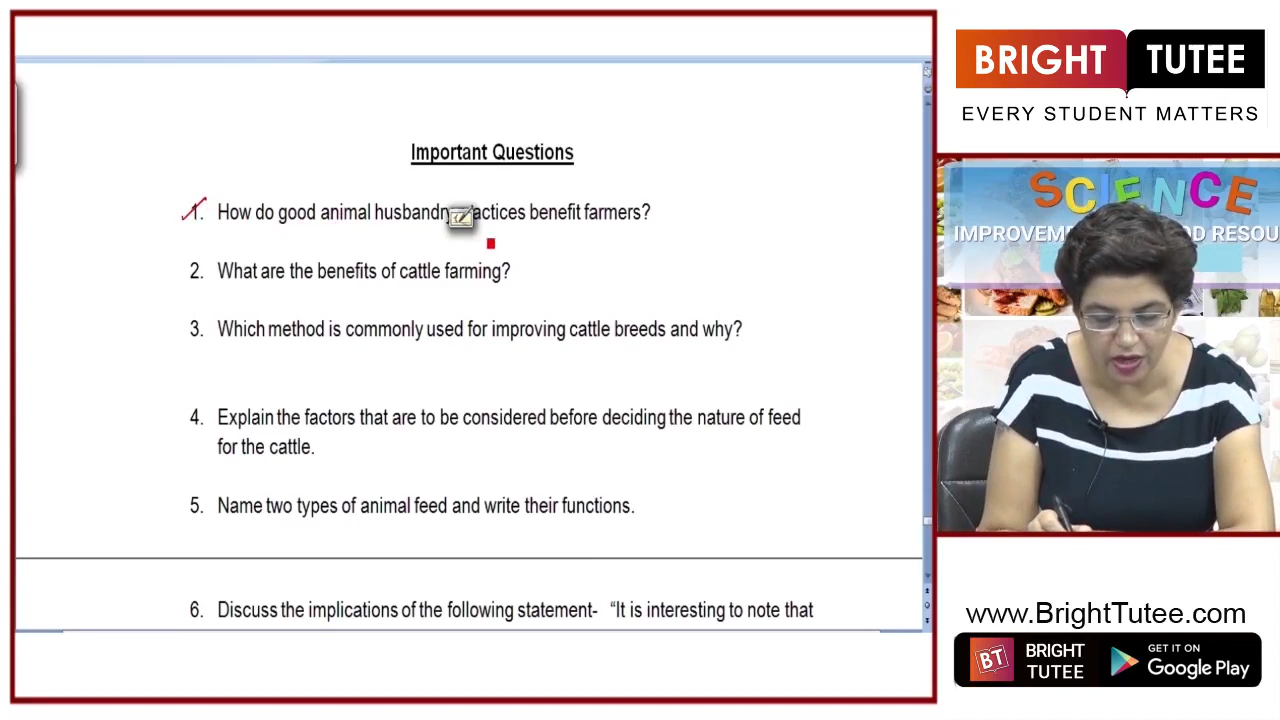 Important Questions
1. How do good animal husbandry practices benefit farmers?
2. What are the benefits of cattle farming?
3. Which method is commonly used for improving cattle breeds and why?
4. Explain the factors that are to be considered before deciding the nature of feed
for the cattle.
5. Name two types of animal feed and write their functions.
6. Discuss the implications of the following statement- “It is interesting to note that
BRIGHT TUTEE
EVERY STUDENT MATTERS
SCIENCE
www.BrightTutee.com
BT
BRIGHT
TUTEE
GET IT ON
Google Play